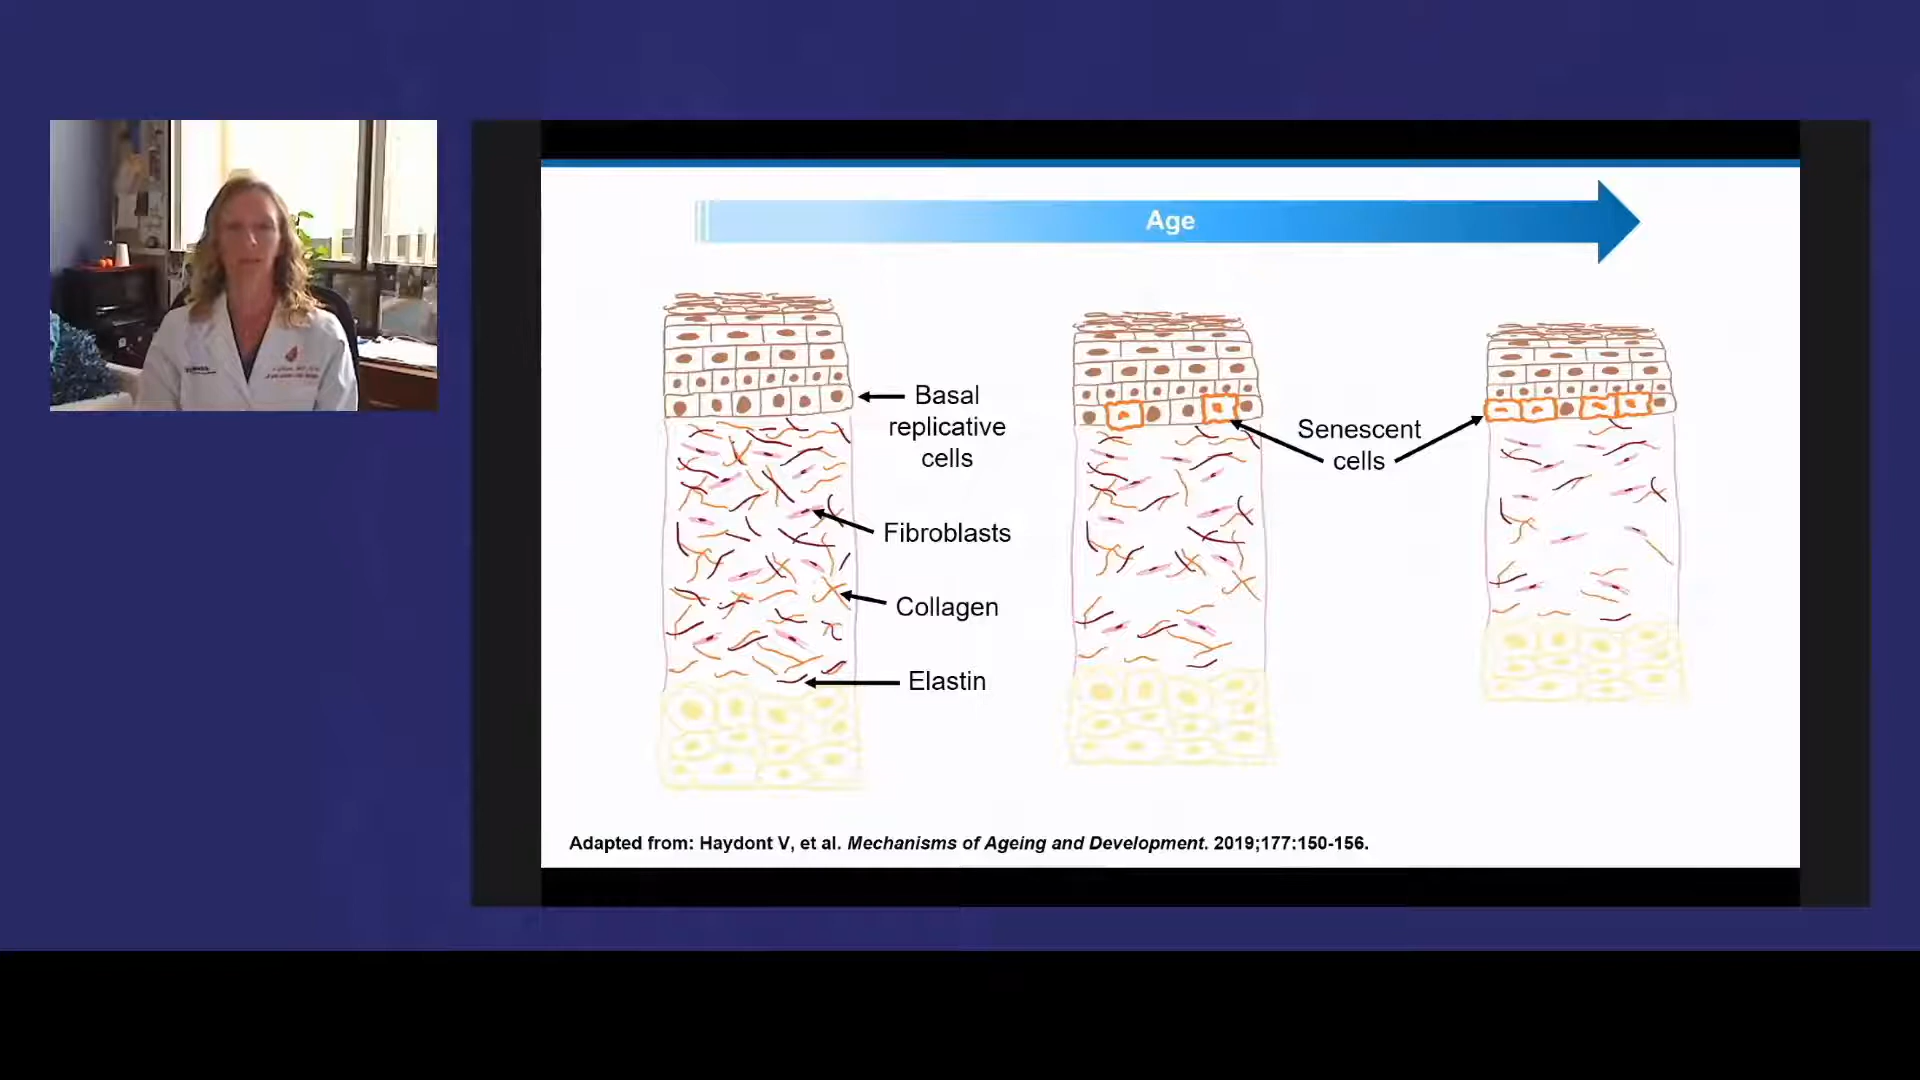 Age
Basal
replicative
cells
Senescent
cells
Fibroblasts
Collagen
Elastin
Adapted from: Haydont V, et al. Mechanisms of Ageing and Development. 2019;177:150-156.